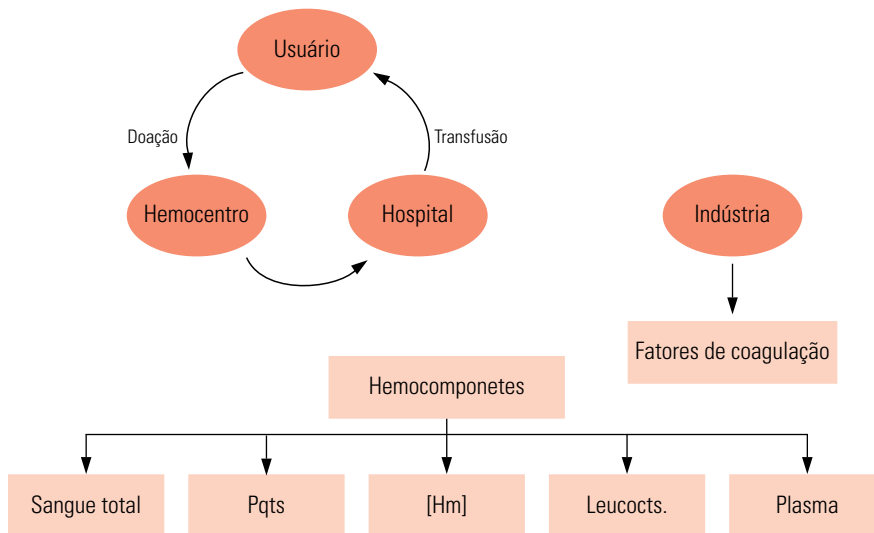 Usuário
Doação
Transfusão
Hemocentro
Hospital
Indústria
Fatores de coagulação
Hemocomponetes
Sangue total
Pqts
[Hm]
Leucocts.
Plasma